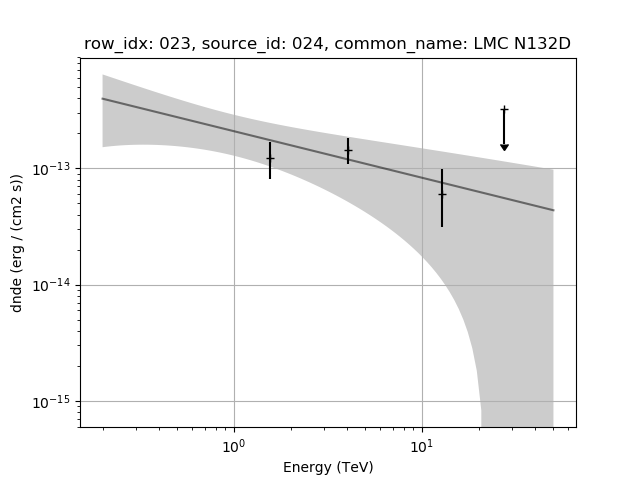 row_idx: 023, source_id: 024, common_name: LMC N132D
dnde (erg / (cm2 s))
10⁻¹³
10⁻¹⁴
10⁻¹⁵
10⁰ 10¹
Energy (TeV)